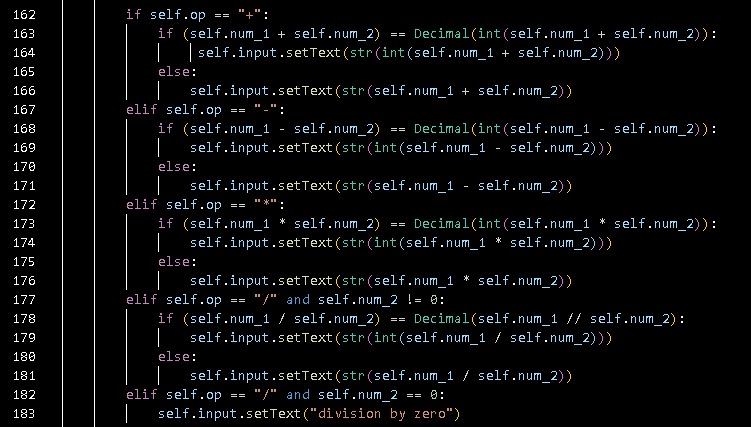 162 if self.op == "+":
163 if (self.num_1 + self.num_2) == Decimal(int(self.num_1 + self.num_2)):
164 self.input.setText(str(int(self.num_1 + self.num_2)))
165 else:
166 self.input.setText(str(self.num_1 + self.num_2))
167 elif self.op == "-":
168 if (self.num_1 - self.num_2) == Decimal(int(self.num_1 - self.num_2)):
169 self.input.setText(str(int(self.num_1 - self.num_2)))
170 else:
171 self.input.setText(str(self.num_1 - self.num_2))
172 elif self.op == "*":
173 if (self.num_1 * self.num_2) == Decimal(int(self.num_1 * self.num_2)):
174 self.input.setText(str(int(self.num_1 * self.num_2)))
175 else:
176 self.input.setText(str(self.num_1 * self.num_2))
177 elif self.op == "/" and self.num_2 != 0:
178 if (self.num_1 / self.num_2) == Decimal(self.num_1 // self.num_2):
179 self.input.setText(str(int(self.num_1 / self.num_2)))
180 else:
181 self.input.setText(str(self.num_1 / self.num_2))
182 elif self.op == "/" and self.num_2 == 0:
183 self.input.setText("division by zero")